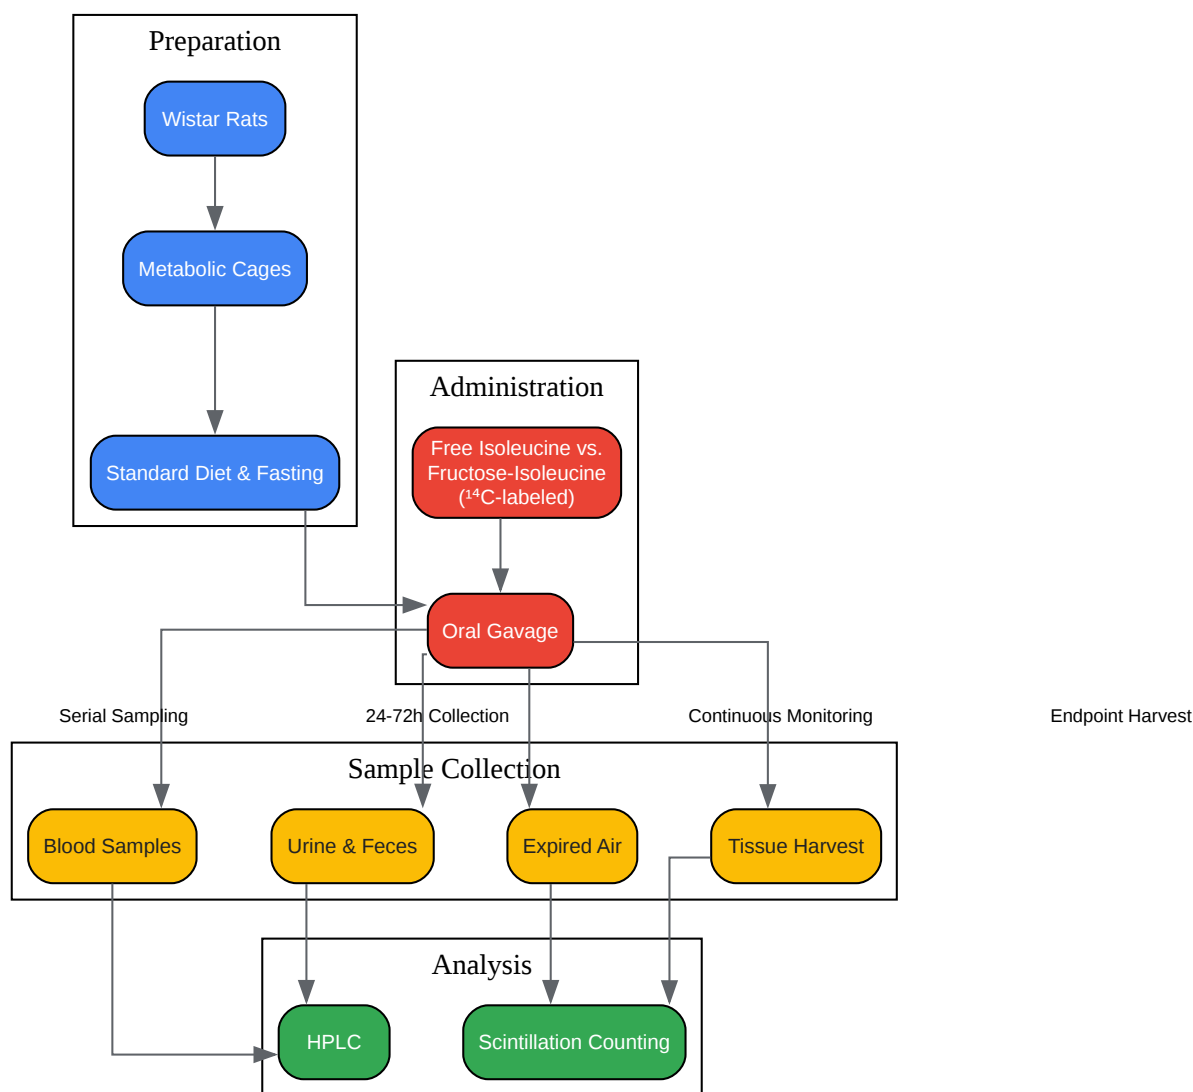 Preparation
Wistar Rats
Metabolic Cages
Standard Diet & Fasting
Administration
Free Isoleucine vs.
Fructose-Isoleucine
(¹⁴C-labeled)
Oral Gavage
Serial Sampling
24-72h Collection
Continuous Monitoring
Endpoint Harvest
Sample Collection
Blood Samples
Urine & Feces
Expired Air
Tissue Harvest
Analysis
HPLC
Scintillation Counting